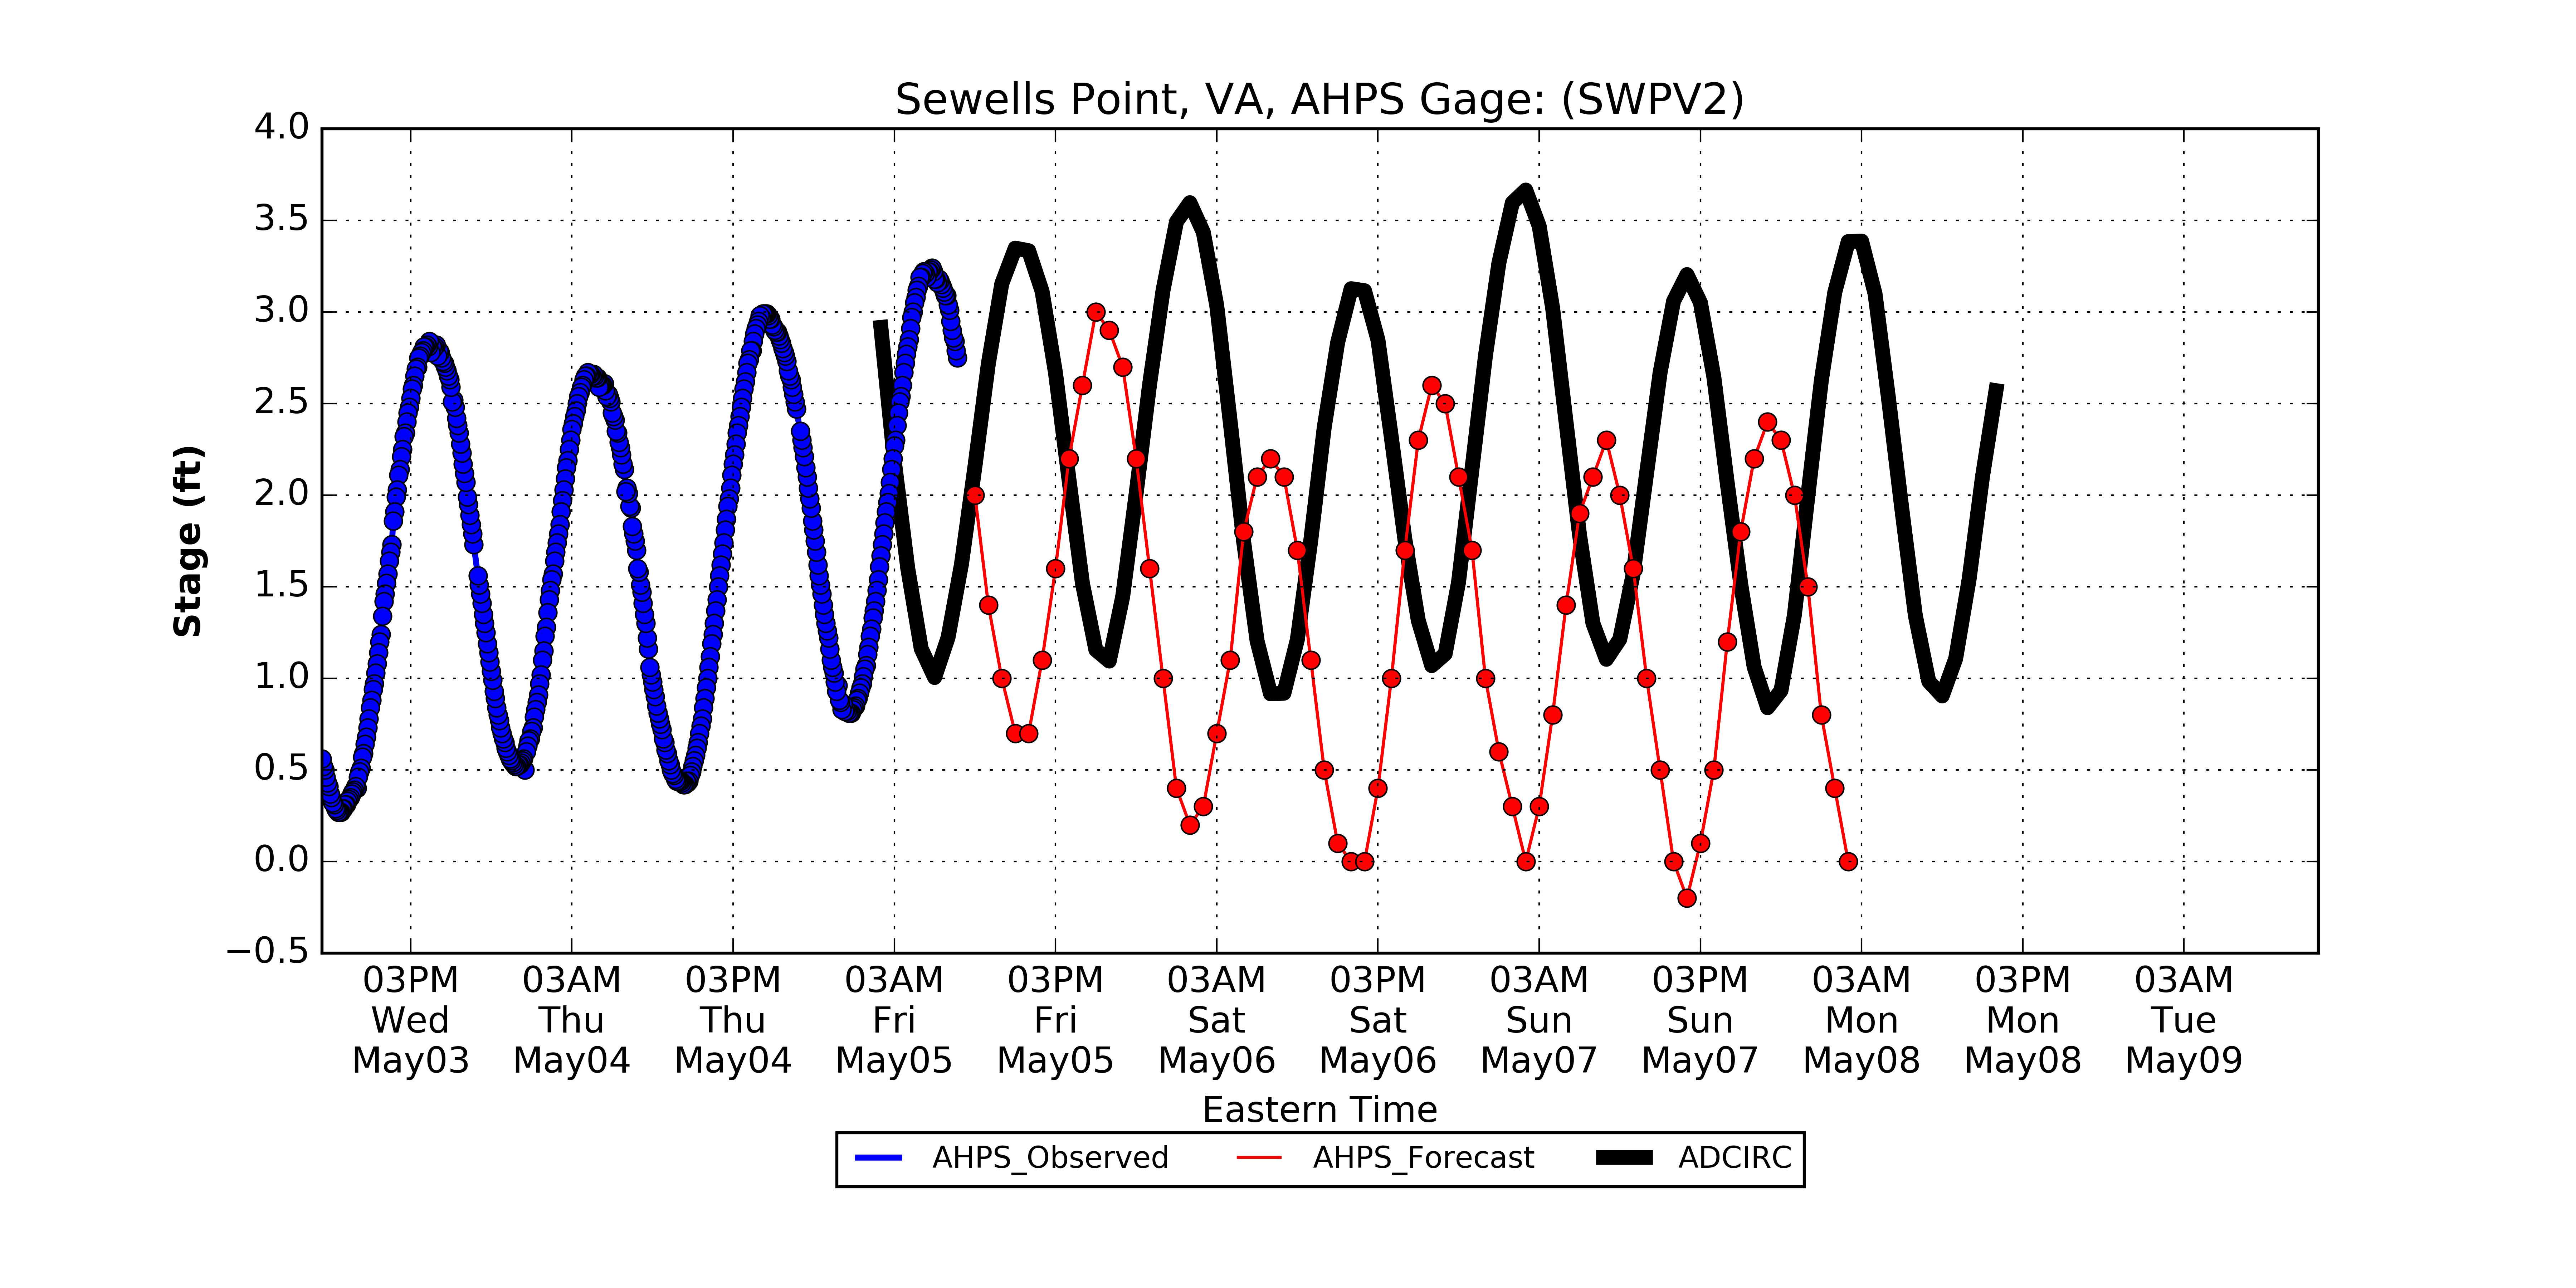 Sewells Point, VA, AHPS Gage: (SWPV2)
4.0
3.5
3.0
2.5
2.0
1.5
1.0
0.5
0.0
−0.5
Stage (ft)
03PM 03AM 03PM 03AM 03PM 03AM 03PM 03AM 03PM 03AM 03PM 03AM
Wed Thu Thu Fri Fri Sat Sat Sun Sun Mon Mon Tue
May03 May04 May04 May05 May05 May06 May06 May07 May07 May08 May08 May09
Eastern Time
AHPS_Observed AHPS_Forecast ADCIRC